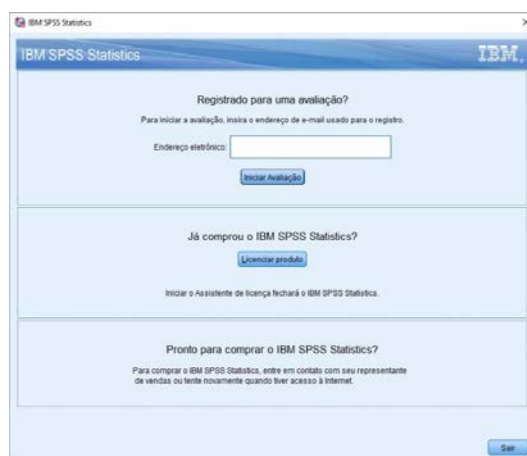 IBM SPSS Statistics
IBM SPSS Statistics
IBM.
Registrado para uma avaliação?
Para iniciar a avaliação, insira o endereço de e-mail usado para o registro.
Endereço eletrônico:
Iniciar Avaliação
Já comprou o IBM SPSS Statistics?
Licenciar produto
Iniciar o Assistente de licença fechará o IBM SPSS Statistics.
Pronto para comprar o IBM SPSS Statistics?
Para comprar o IBM SPSS Statistics, entre em contato com seu representante
de vendas ou tente novamente quando tiver acesso à Internet.
Sair